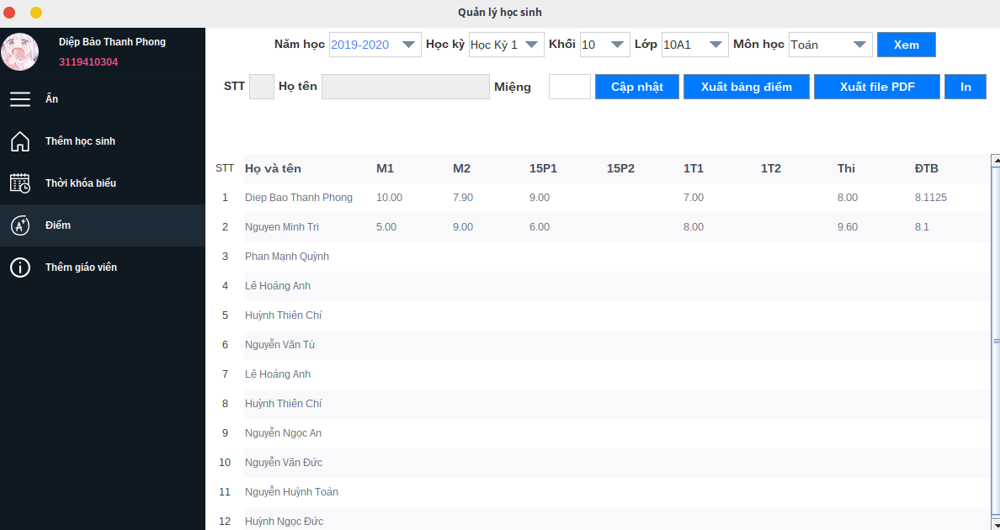 Quản lý học sinh
Diệp Bảo Thanh Phong
3119410304
Ẩn
Thêm học sinh
Thời khóa biểu
Điểm
Thêm giáo viên
Năm học 2019-2020 Học kỳ Học Kỳ 1 Khối 10 Lớp 10A1 Môn học Toán Xem
STT Họ tên Miệng Cập nhật Xuất bảng điểm Xuất file PDF In
STT Họ và tên M1 M2 15P1 15P2 1T1 1T2 Thi ĐTB
1 Diep Bao Thanh Phong 10.00 7.90 9.00 7.00 8.00 8.1125
2 Nguyen Minh Tri 5.00 9.00 6.00 8.00 9.60 8.1
3 Phan Mạnh Quỳnh
4 Lê Hoảng Anh
5 Huỳnh Thiên Chí
6 Nguyễn Văn Tú
7 Lê Hoảng Anh
8 Huỳnh Thiên Chí
9 Nguyễn Ngọc An
10 Nguyễn Văn Đức
11 Nguyễn Huỳnh Toản
12 Huỳnh Ngọc Đức